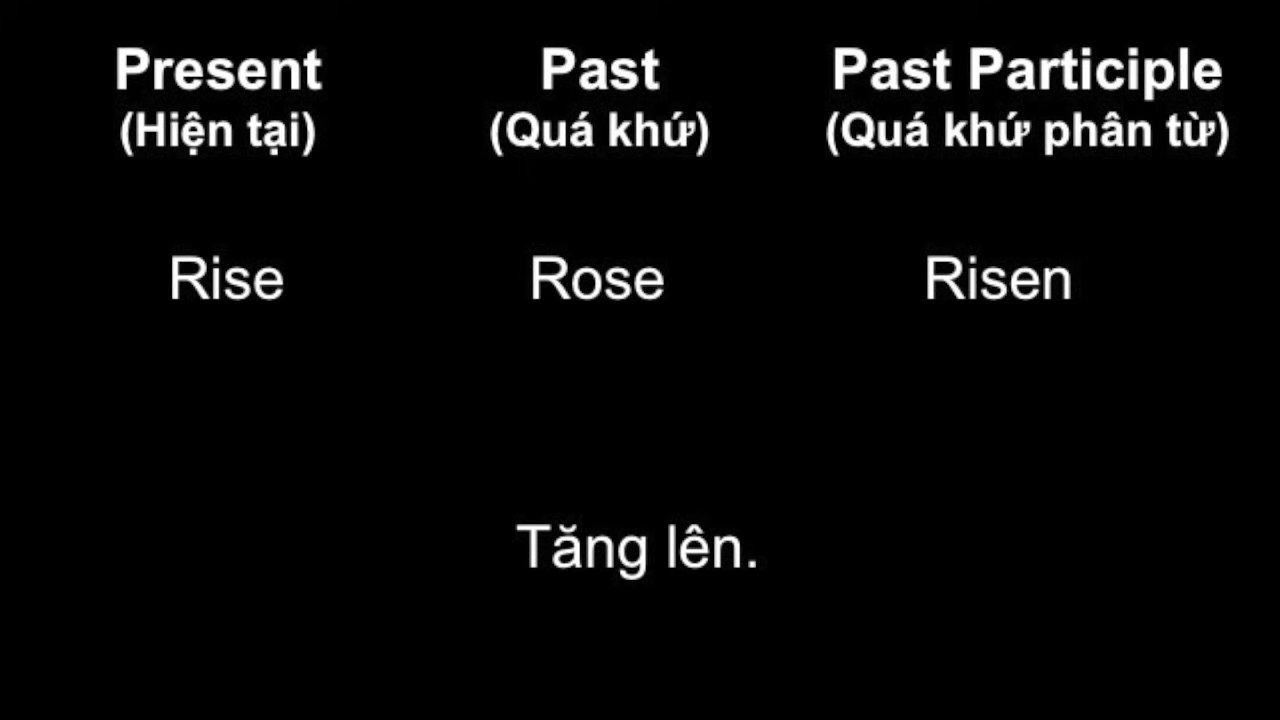 Present Past Past Participle
(Hiện tại) (Quá khứ) (Quá khứ phân từ)
Rise Rose Risen
Tăng lên.